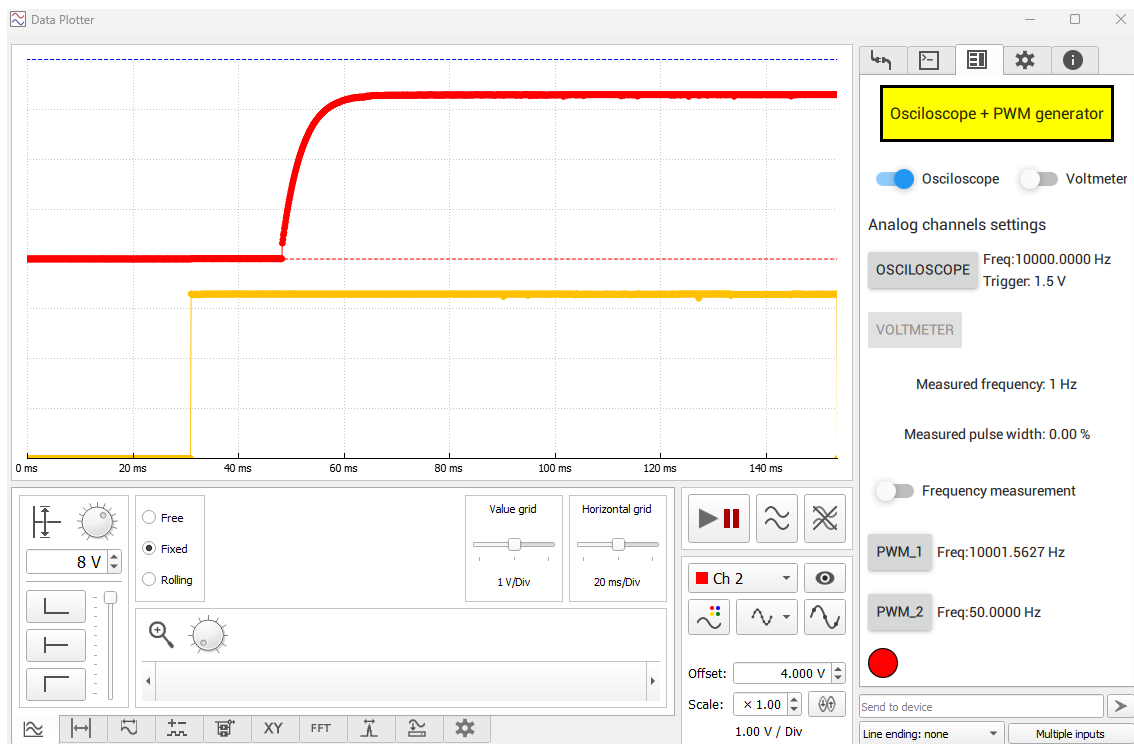 Data Plotter
Osciloscope + PWM generator
Osciloscope
Voltmeter
Analog channels settings
OSCILOSCOPE
Freq:10000.0000 Hz
Trigger: 1.5 V
VOLTMETER
Measured frequency: 1 Hz
Measured pulse width: 0.00 %
Frequency measurement
PWM_1
Freq:10001.5627 Hz
PWM_2
Freq:50.0000 Hz
Send to device
Line ending: none
Multiple inputs
0 ms
20 ms
40 ms
60 ms
80 ms
100 ms
120 ms
140 ms
8 V
Free
Fixed
Rolling
Value grid
1 V/Div
Horizontal grid
20 ms/Div
Ch 2
Offset:
4.000 V
Scale:
× 1.00
1.00 V / Div
XY
FFT